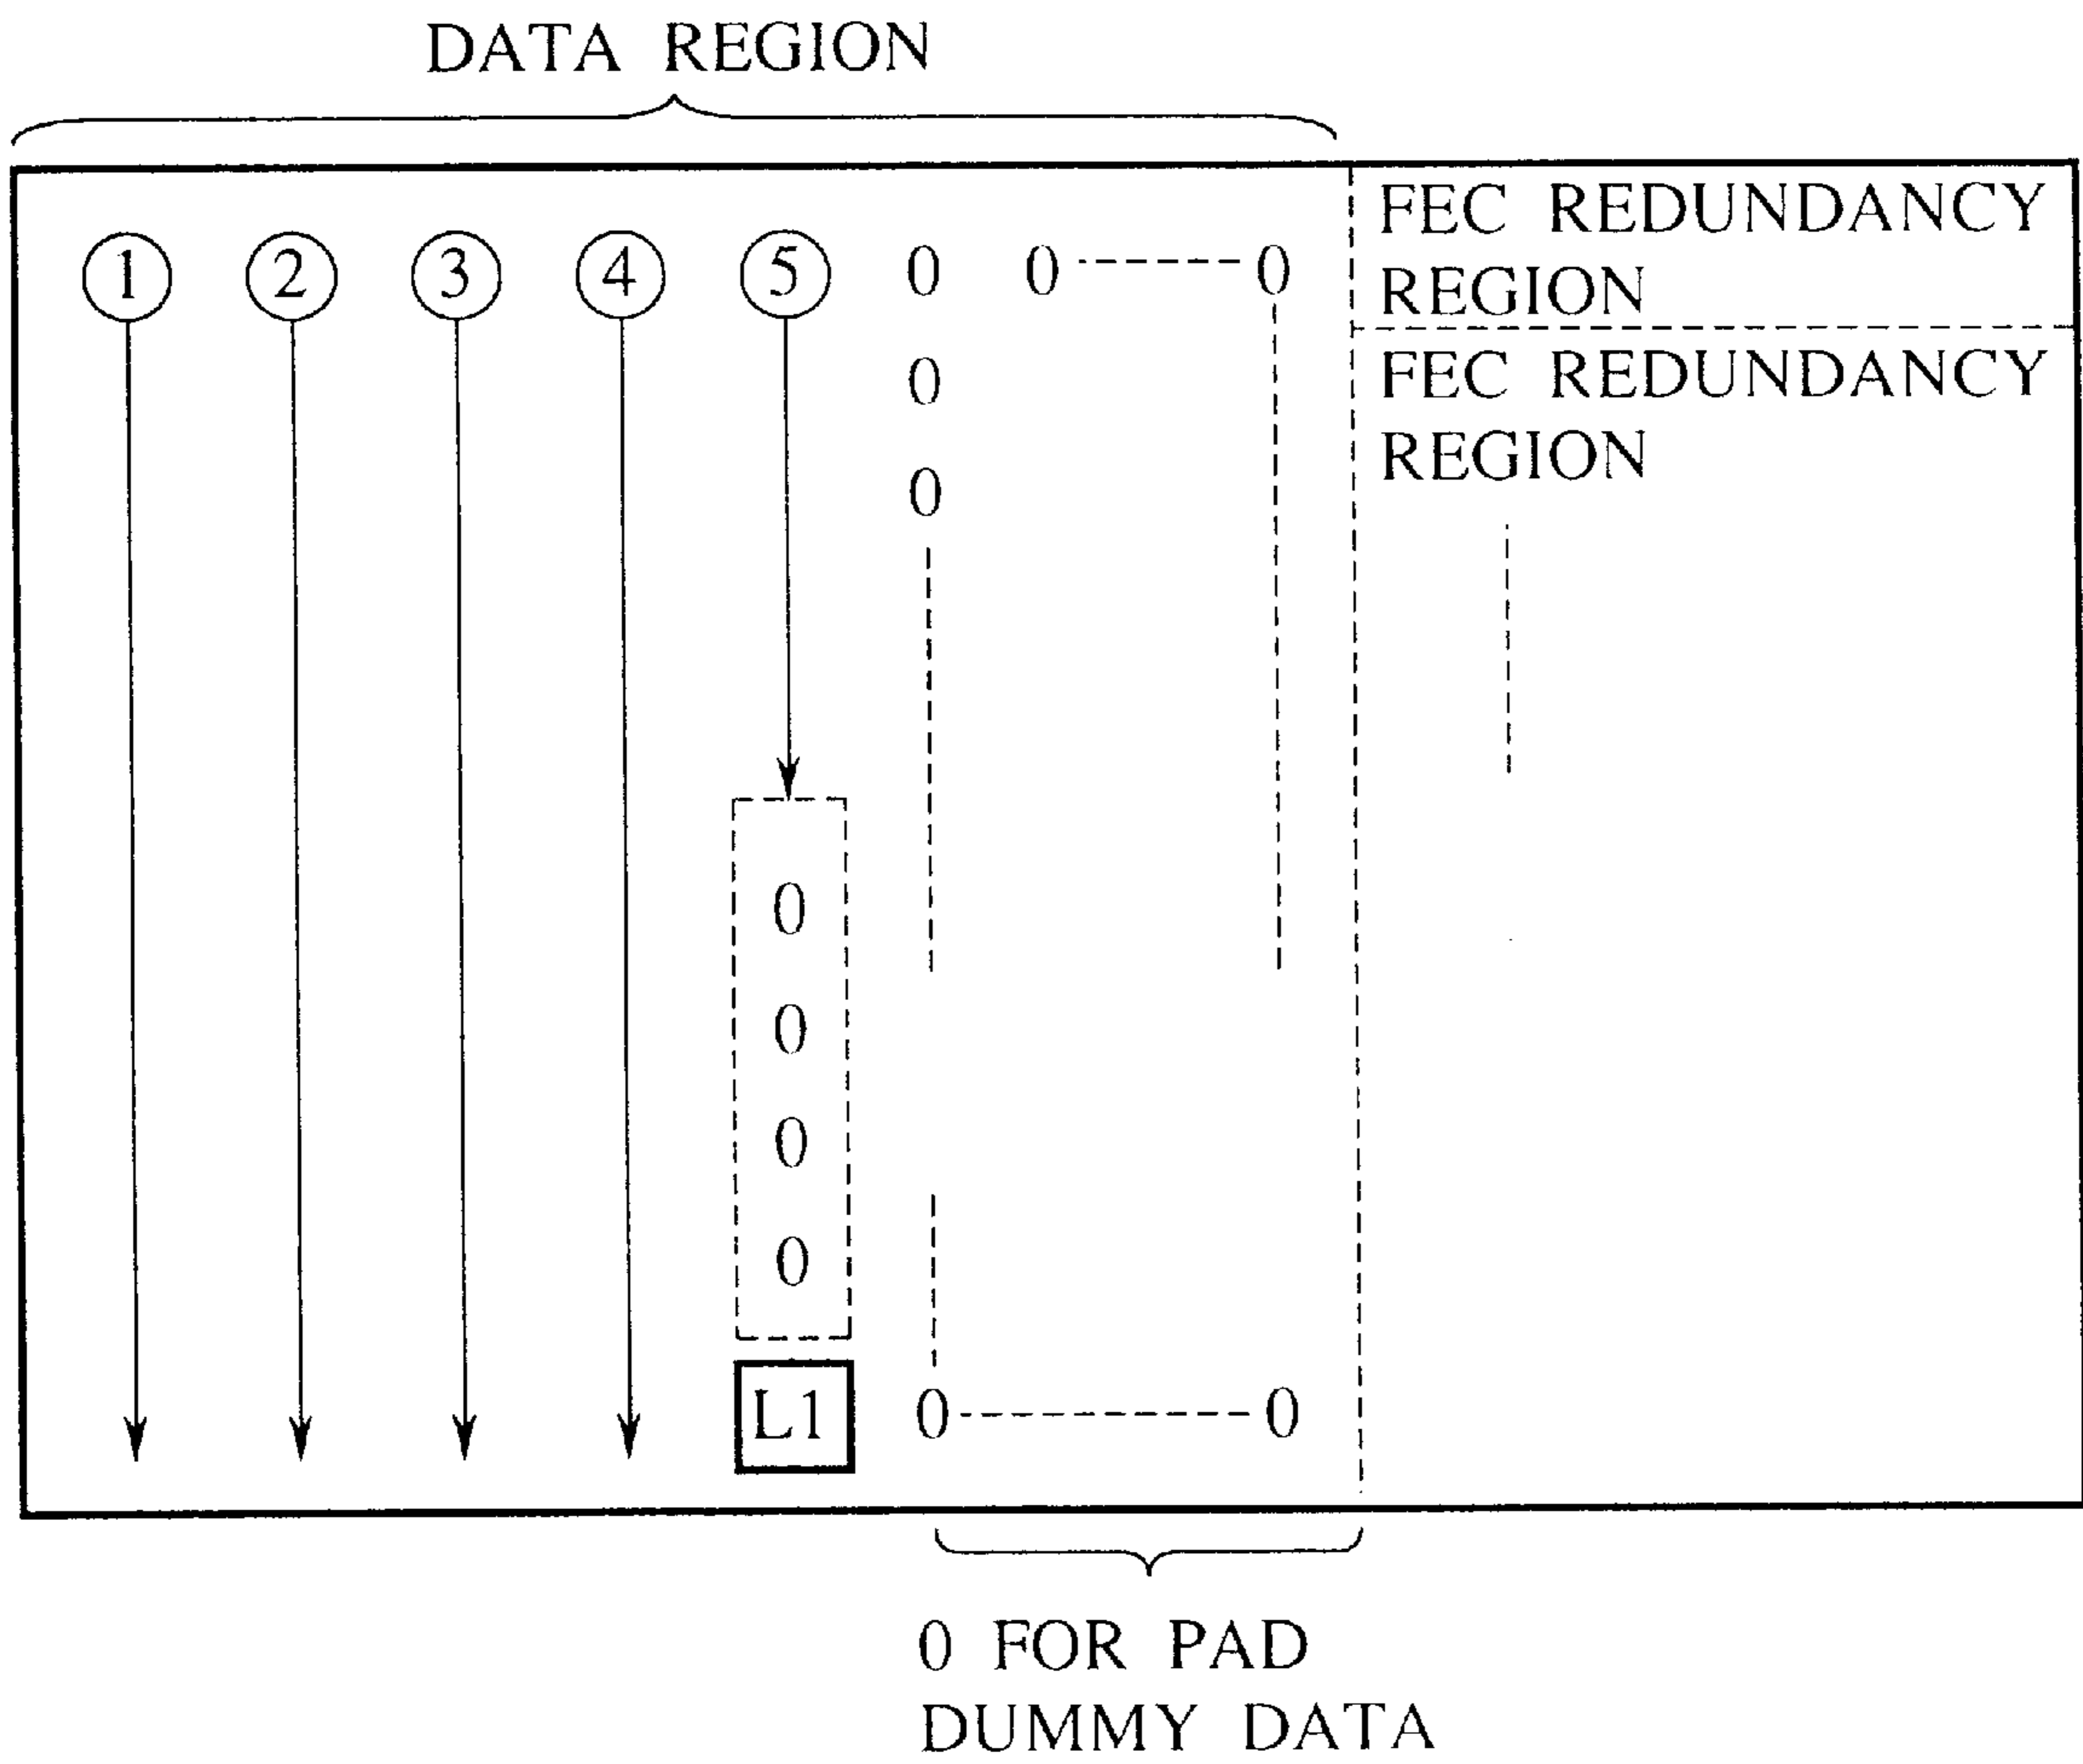 DATA REGION
FEC REDUNDANCY
REGION
1 2 3 4 5 0 0 0
FEC REDUNDANCY
REGION
0
0
0
0
0
0
L1 0 0
0 FOR PAD
DUMMY DATA